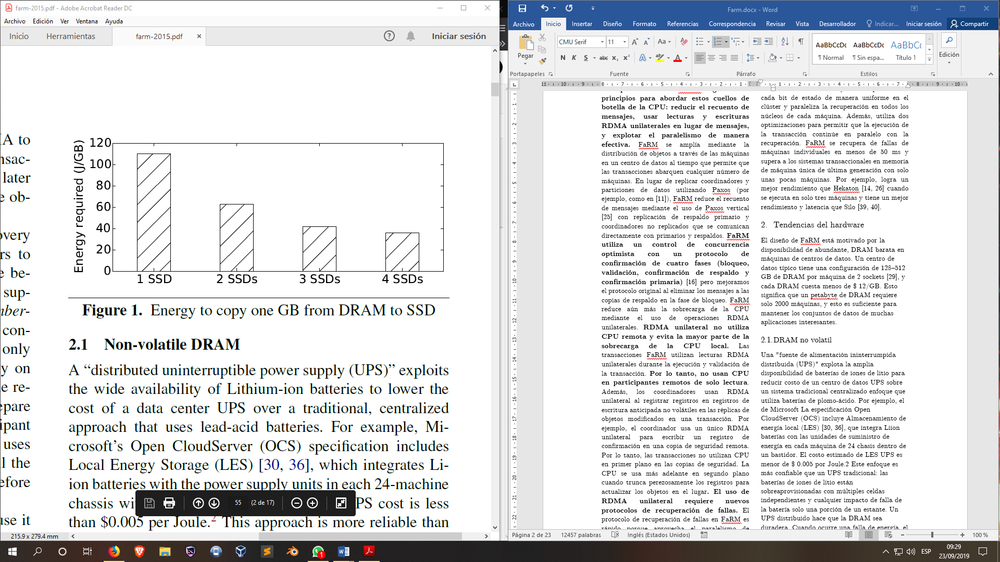 farm-2015.pdf - Adobe Acrobat Reader DC
Archivo Edición Ver Ventana Ayuda
Inicio Herramientas farm-2015.pdf Iniciar sesión
A to
nsac-
later
e ob-
overy
rs to
e be-
sup-
nber-
con-
only
y on
e re-
epare
ipant
uses
l the
efore
use it
Energy required (J/GB)
120
100
80
60
40
20
0
1 SSD 2 SSDs 3 SSDs 4 SSDs
Figure 1. Energy to copy one GB from DRAM to SSD
2.1 Non-volatile DRAM
A “distributed uninterruptible power supply (UPS)” exploits
the wide availability of Lithium-ion batteries to lower the
cost of a data center UPS over a traditional, centralized
approach that uses lead-acid batteries. For example, Mi-
crosoft’s Open CloudServer (OCS) specification includes
Local Energy Storage (LES) [30, 36], which integrates Li-
ion batteries with the power supply units in each 24-machine
chassis wi PS cost is less
than $0.005 per Joule.2 This approach is more reliable than
55 (2 de 17)
215.9 x 279.4 mm
Farm.docx - Word
Archivo Inicio Insertar Diseño Formato Referencias Correspondencia Revisar Vista Desarrollador Indicar... Iniciar sesión Compartir
Pegar
CMU Serif 11
N K S abc x2 x2 A A Aa
AaBbCcDc AaBbCcDc AaBbCc
¶ Normal ¶ Sin espa... Título 1
Edición
Portapapeles Fuente Párrafo Estilos
principios para abordar estos cuellos de
botella de la CPU: reducir el recuento de
mensajes, usar lecturas y escrituras
RDMA unilaterales en lugar de mensajes,
y explotar el paralelismo de manera
efectiva. FaRM se amplía mediante la
distribución de objetos a través de las máquinas
en un centro de datos al tiempo que permite que
las transacciones abarquen cualquier número de
máquinas. En lugar de replicar coordinadores y
particiones de datos utilizando Paxos (por
ejemplo, como en [11]), FaRM reduce el recuento
de mensajes mediante el uso de Paxos vertical
[25] con replicación de respaldo primario y
coordinadores no replicados que se comunican
directamente con primarios y respaldos. FaRM
utiliza un control de concurrencia
optimista con un protocolo de
confirmación de cuatro fases (bloqueo,
validación, confirmación de respaldo y
confirmación primaria) [16] pero mejoramos
el protocolo original al eliminar los mensajes a las
copias de respaldo en la fase de bloqueo. FaRM
reduce aún más la sobrecarga de la CPU
mediante el uso de operaciones RDMA
unilaterales. RDMA unilateral no utiliza
CPU remota y evita la mayor parte de la
sobrecarga de la CPU local. Las
transacciones FaRM utilizan lecturas RDMA
unilaterales durante la ejecución y validación de
la transacción. Por lo tanto, no usan CPU
en participantes remotos de solo lectura.
Además, los coordinadores usan RDMA
unilateral al registrar registros en registros de
escritura anticipada no volátiles en las réplicas de
objetos modificados en una transacción. Por
ejemplo, el coordinador usa un único RDMA
unilateral para escribir un registro de
confirmación en una copia de seguridad remota.
Por lo tanto, las transacciones no utilizan CPU
en primer plano en las copias de seguridad. La
CPU se usa más adelante en segundo plano
cuando trunca perezosamente los registros para
actualizar los objetos en el lugar. El uso de
RDMA unilateral requiere nuevos
protocolos de recuperación de fallas. El
protocolo de recuperación de fallas en FaRM es
rápido porque aprovecha el paralelismo de
cada bit de estado de manera uniforme en el
clúster y paraleliza la recuperación en todos los
núcleos de cada máquina. Además, utiliza dos
optimizaciones para permitir que la ejecución de
la transacción continúe en paralelo con la
recuperación. FaRM se recupera de fallas de
máquinas individuales en menos de 50 ms y
supera a los sistemas transaccionales en memoria
de máquina única de última generación con solo
unas pocas máquinas. Por ejemplo, logra un
mejor rendimiento que Hekaton [14, 26] cuando
se ejecuta en solo tres máquinas y tiene un mejor
rendimiento y latencia que Silo [39, 40].
2. Tendencias del hardware
El diseño de FaRM está motivado por la
disponibilidad de abundante, DRAM barata en
máquinas de centros de datos. Un centro de
datos típico tiene una configuración de 128–512
GB de DRAM por máquina de 2 sockets [29], y
cada DRAM cuesta menos de $ 12/GB. Esto
significa que un petabyte de DRAM requiere
solo 2000 máquinas, y esto es suficiente para
mantener los conjuntos de datos de muchas
aplicaciones interesantes.
2.1.DRAM no volatil
Una "fuente de alimentación ininterrumpida
distribuida (UPS)" explota la amplia
disponibilidad de baterías de iones de litio para
reducir costo de un centro de datos UPS sobre
un sistema tradicional centralizado enfoque que
utiliza baterías de plomo-ácido. Por ejemplo, el
de Microsoft La especificación Open
CloudServer (OCS) incluye Almacenamiento de
energía local (LES) [30, 36], que integra Liion
baterías con las unidades de suministro de
energía en cada máquina de 24 chasis dentro de
un bastidor. El costo estimado de LES UPS es
menor de $ 0.005 por Joule.2 Este enfoque es
más confiable que un UPS tradicional: las
baterías de iones de litio están
sobreaprovisionadas con múltiples celdas
independientes y cualquier impacto de falla de
la batería solo una porción de un estante. Un
UPS distribuido hace que la DRAM sea
duradera. Cuando ocurre una falla de energía, el
Página 2 de 23 12457 palabras Inglés (Estados Unidos) 100 %
1
ESP
09:29
23/09/2019